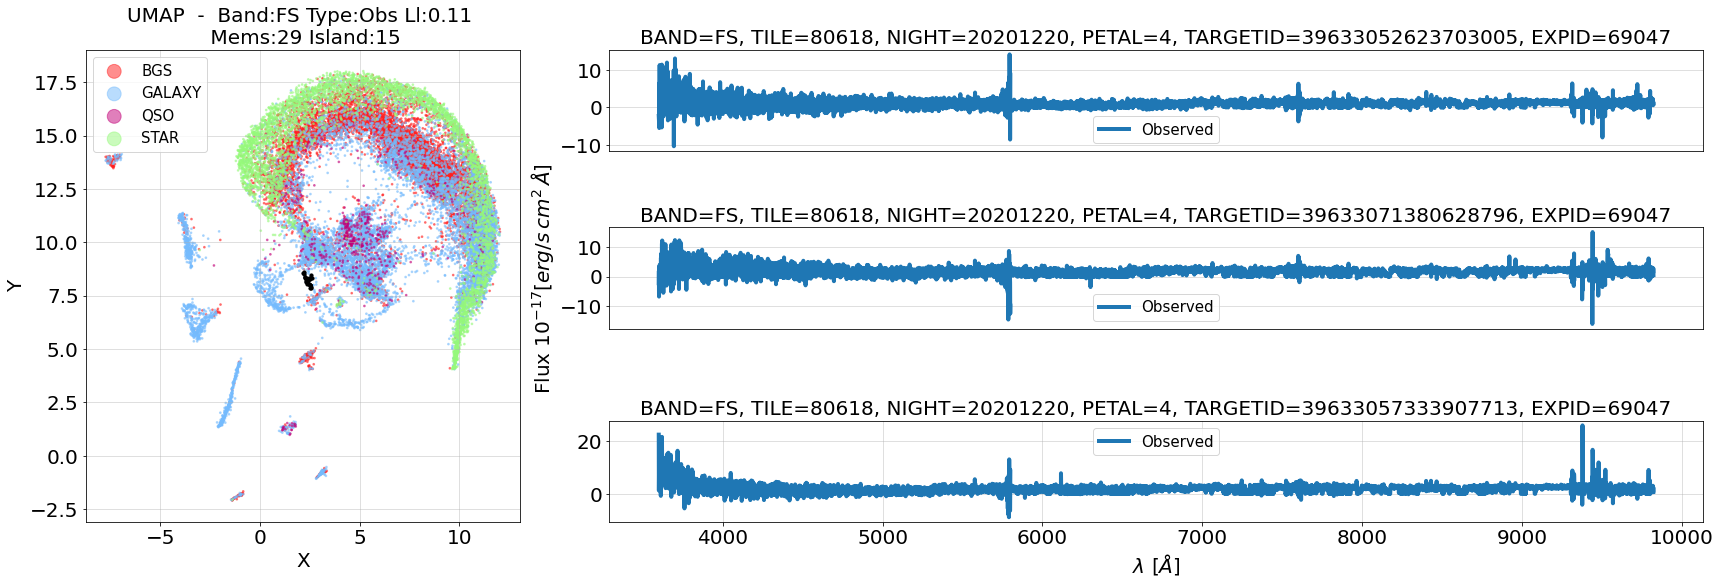 UMAP  -  Band:FS Type:Obs Ll:0.11
Mems:29 Island:15
BGS
GALAXY
QSO
STAR
17.5
15.0
12.5
10.0
7.5
5.0
2.5
0.0
−2.5
Y
−5
0
5
10
X
Flux 10⁻¹⁷[erg/s cm² Å]
BAND=FS, TILE=80618, NIGHT=20201220, PETAL=4, TARGETID=39633052623703005, EXPID=69047
10
0
−10
Observed
BAND=FS, TILE=80618, NIGHT=20201220, PETAL=4, TARGETID=39633071380628796, EXPID=69047
10
0
−10
Observed
BAND=FS, TILE=80618, NIGHT=20201220, PETAL=4, TARGETID=39633057333907713, EXPID=69047
20
0
Observed
4000
5000
6000
7000
8000
9000
10000
λ [Å]